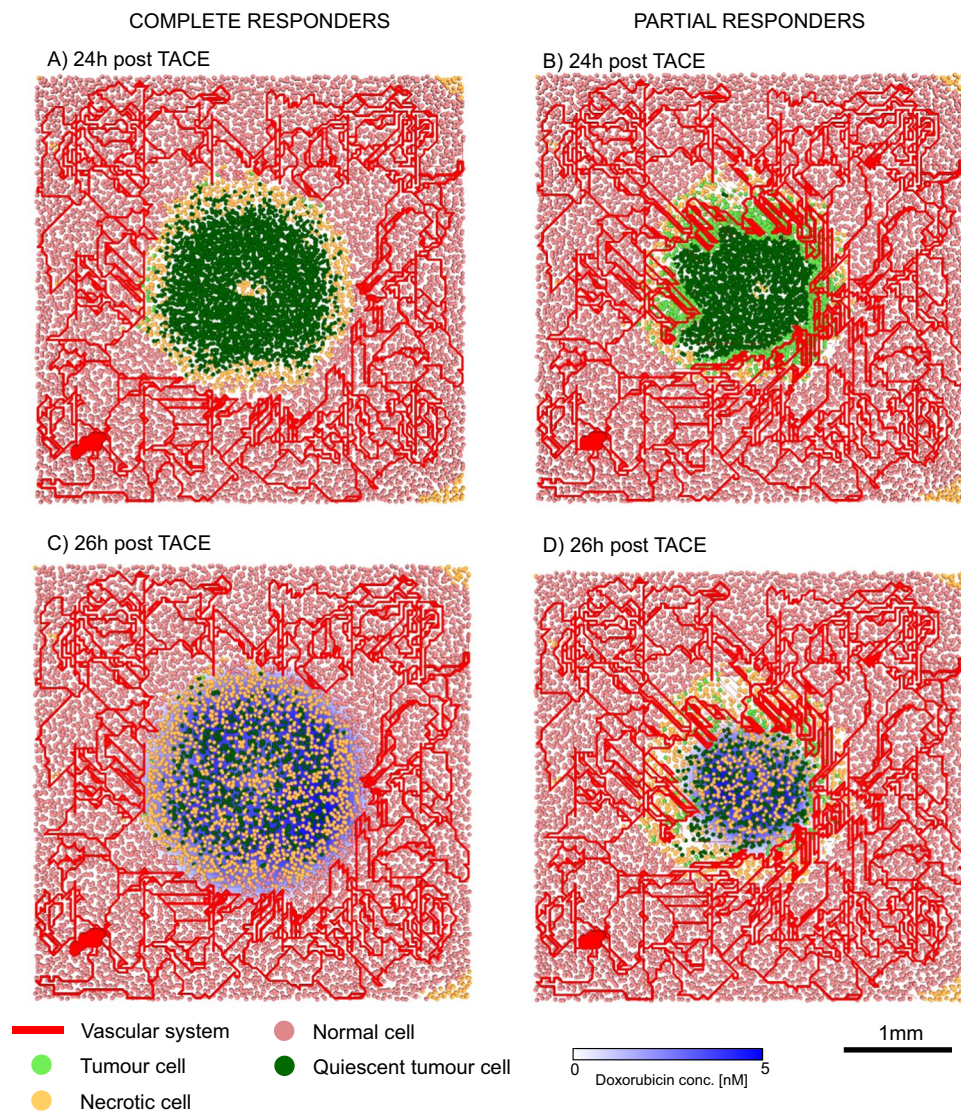 COMPLETE RESPONDERS
PARTIAL RESPONDERS
A) 24h post TACE
B) 24h post TACE
C) 26h post TACE
D) 26h post TACE
Vascular system
Normal cell
Tumour cell
Quiescent tumour cell
Necrotic cell
0
5
Doxorubicin conc. [nM]
1mm